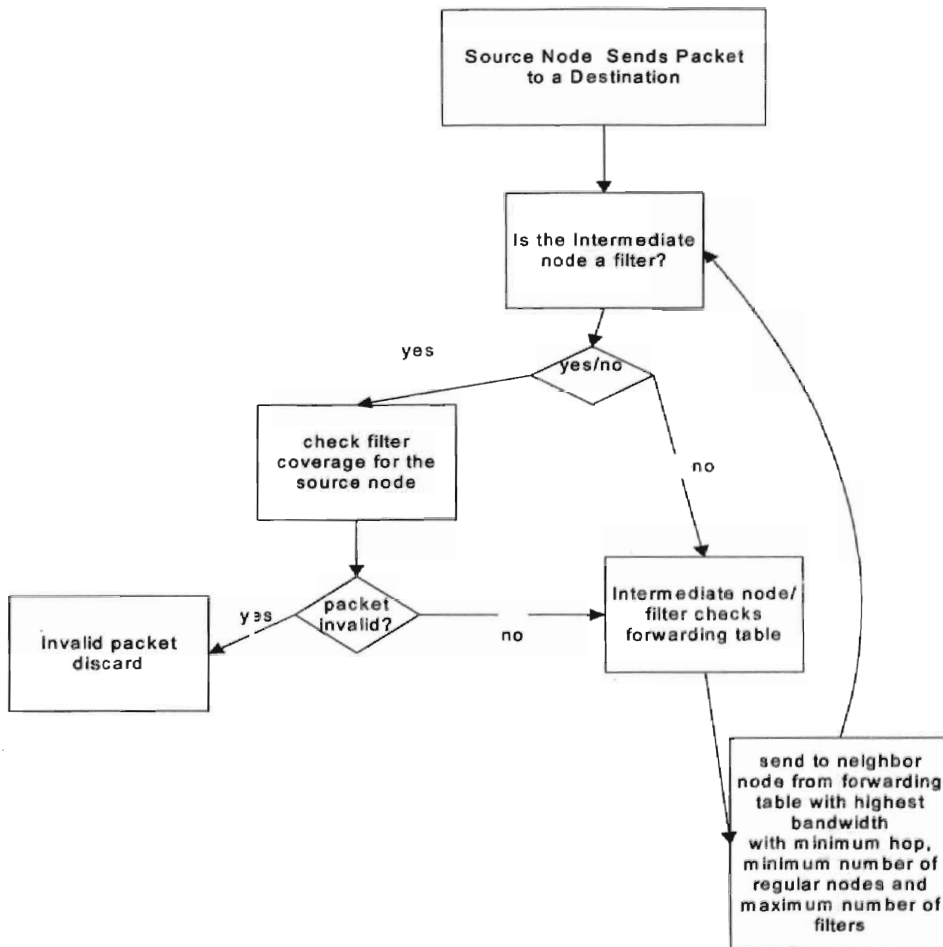 Source Node Sends Packet
to a Destination
Is the Intermediate
node a filter?
yes
yes/no
check filter
coverage for the
source node
no
Intermediate node/
filter checks
forwarding table
packet
invalid?
yes
no
Invalid packet
discard
send to neighbor
node from forwarding
table with highest
bandwidth
with minimum hop,
minimum number of
regular nodes and
maximum number of
filters